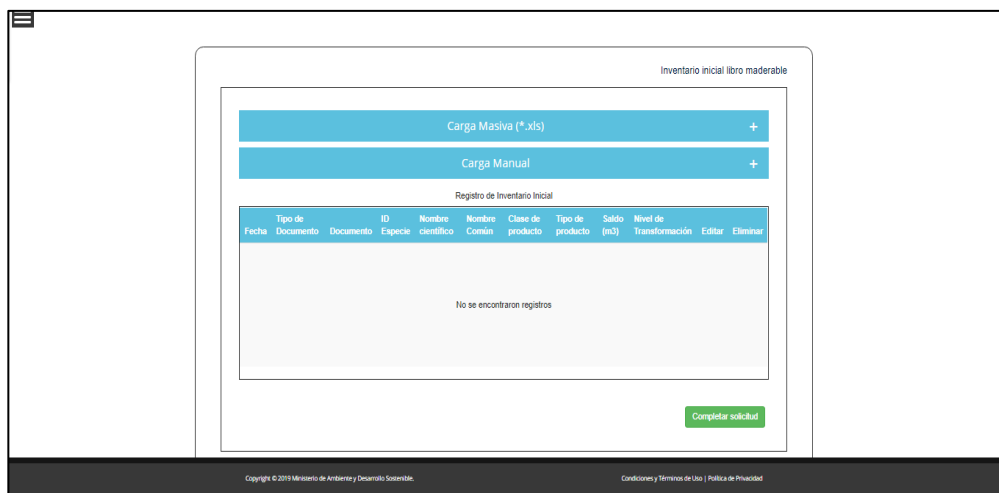 Inventario inicial libro maderable
Carga Masiva (*.xls) +
Carga Manual +
Registro de Inventario Inicial
Fecha Tipo de Documento Documento ID Especie Nombre científico Nombre Común Clase de producto Tipo de producto Saldo (m3) Nivel de Transformación Editar Eliminar
No se encontraron registros
Completar solicitud
Copyright © 2019 Ministerio de Ambiente y Desarrollo Sostenible. Condiciones y Términos de Uso | Política de Privacidad